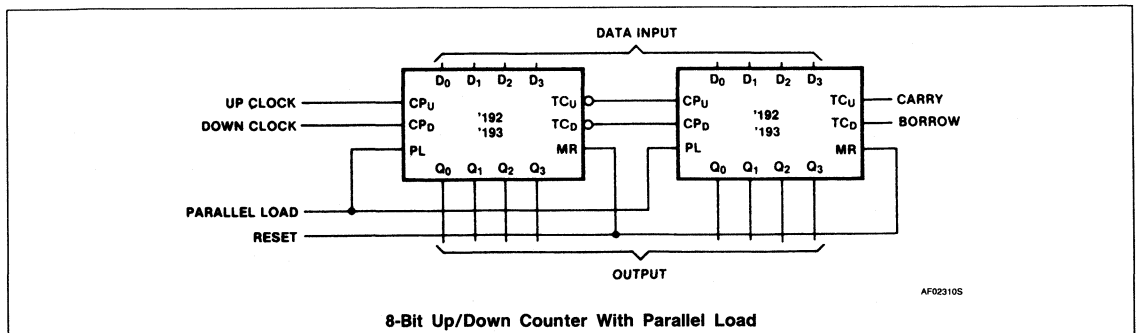 DATA INPUT
D0 D1 D2 D3
D0 D1 D2 D3
UP CLOCK
CPU
TCU
CPU
TCU
CARRY
DOWN CLOCK
CPD
'192
'193
TCD
CPD
'192
'193
TCD
BORROW
PL
MR
PL
MR
Q0 Q1 Q2 Q3
Q0 Q1 Q2 Q3
PARALLEL LOAD
RESET
OUTPUT
AF02310S
8-Bit Up/Down Counter With Parallel Load